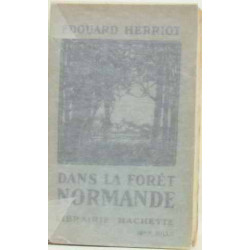 EDOUARD HERRIOT
DANS LA FORÊT
NORMANDE
LIBRAIRIE HACHETTE